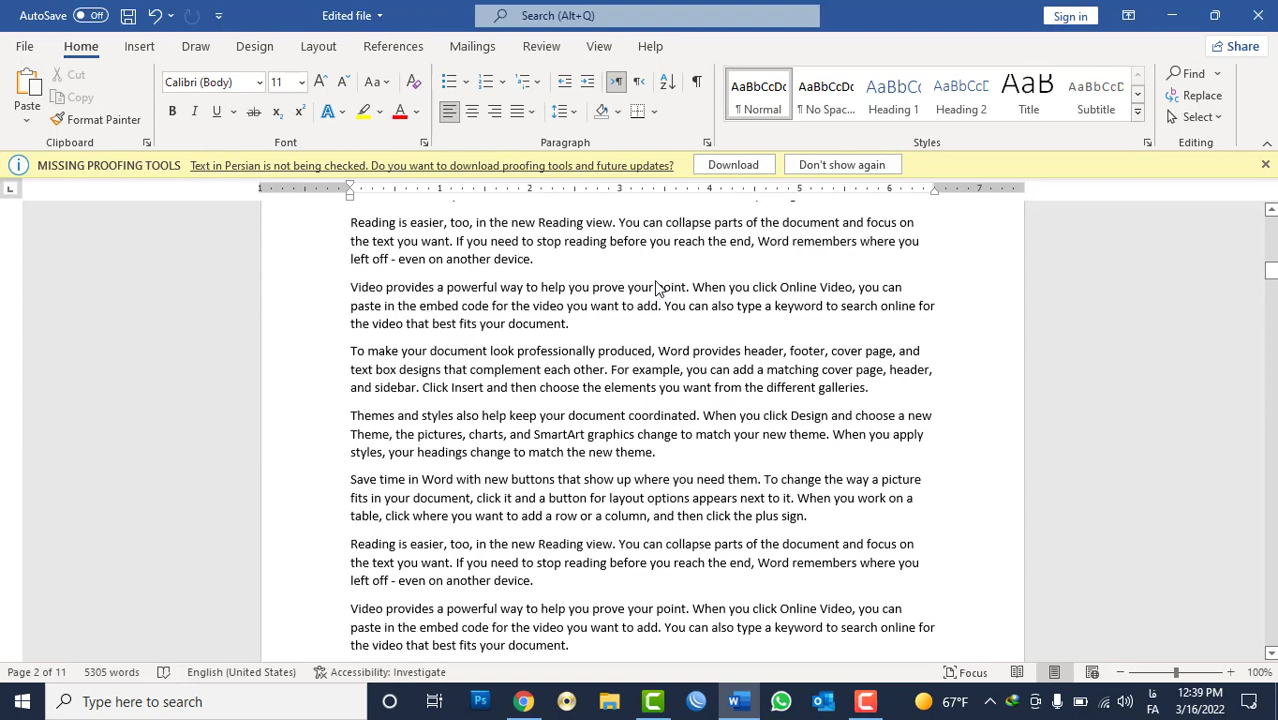 AutoSave Off Edited file Search (Alt+Q) Sign in
File Home Insert Draw Design Layout References Mailings Review View Help Share
Paste Cut Copy Format Painter
Calibri (Body) 11
Clipboard Font Paragraph Styles Editing
AaBbCcDc ¶ Normal
AaBbCcDc ¶ No Spac...
AaBbCc Heading 1
AaBbCcD Heading 2
AaB Title
AaBbCcD Subtitle
Find
Replace
Select
MISSING PROOFING TOOLS Text in Persian is not being checked. Do you want to download proofing tools and future updates? Download Don't show again
1 1 2 3 4 5 6 7
Reading is easier, too, in the new Reading view. You can collapse parts of the document and focus on
the text you want. If you need to stop reading before you reach the end, Word remembers where you
left off - even on another device.
Video provides a powerful way to help you prove your point. When you click Online Video, you can
paste in the embed code for the video you want to add. You can also type a keyword to search online for
the video that best fits your document.
To make your document look professionally produced, Word provides header, footer, cover page, and
text box designs that complement each other. For example, you can add a matching cover page, header,
and sidebar. Click Insert and then choose the elements you want from the different galleries.
Themes and styles also help keep your document coordinated. When you click Design and choose a new
Theme, the pictures, charts, and SmartArt graphics change to match your new theme. When you apply
styles, your headings change to match the new theme.
Save time in Word with new buttons that show up where you need them. To change the way a picture
fits in your document, click it and a button for layout options appears next to it. When you work on a
table, click where you want to add a row or a column, and then click the plus sign.
Reading is easier, too, in the new Reading view. You can collapse parts of the document and focus on
the text you want. If you need to stop reading before you reach the end, Word remembers where you
left off - even on another device.
Video provides a powerful way to help you prove your point. When you click Online Video, you can
paste in the embed code for the video you want to add. You can also type a keyword to search online for
the video that best fits your document.
Page 2 of 11 5305 words English (United States) Accessibility: Investigate Focus 100%
Type here to search 67°F فا 12:39 PM
FA 3/16/2022